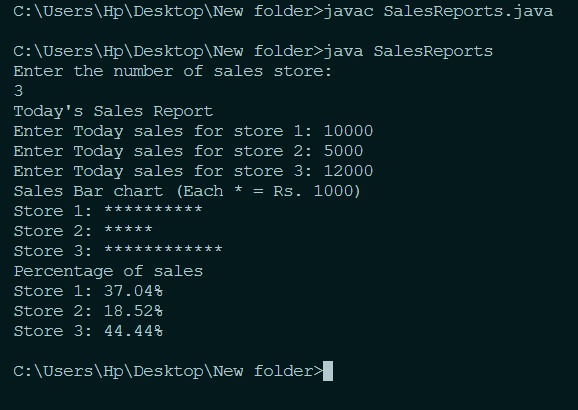 C:\Users\Hp\Desktop\New folder>javac SalesReports.java
C:\Users\Hp\Desktop\New folder>java SalesReports
Enter the number of sales store:
3
Today's Sales Report
Enter Today sales for store 1: 10000
Enter Today sales for store 2: 5000
Enter Today sales for store 3: 12000
Sales Bar chart (Each * = Rs. 1000)
Store 1: **********
Store 2: *****
Store 3: ************
Percentage of sales
Store 1: 37.04%
Store 2: 18.52%
Store 3: 44.44%
C:\Users\Hp\Desktop\New folder>